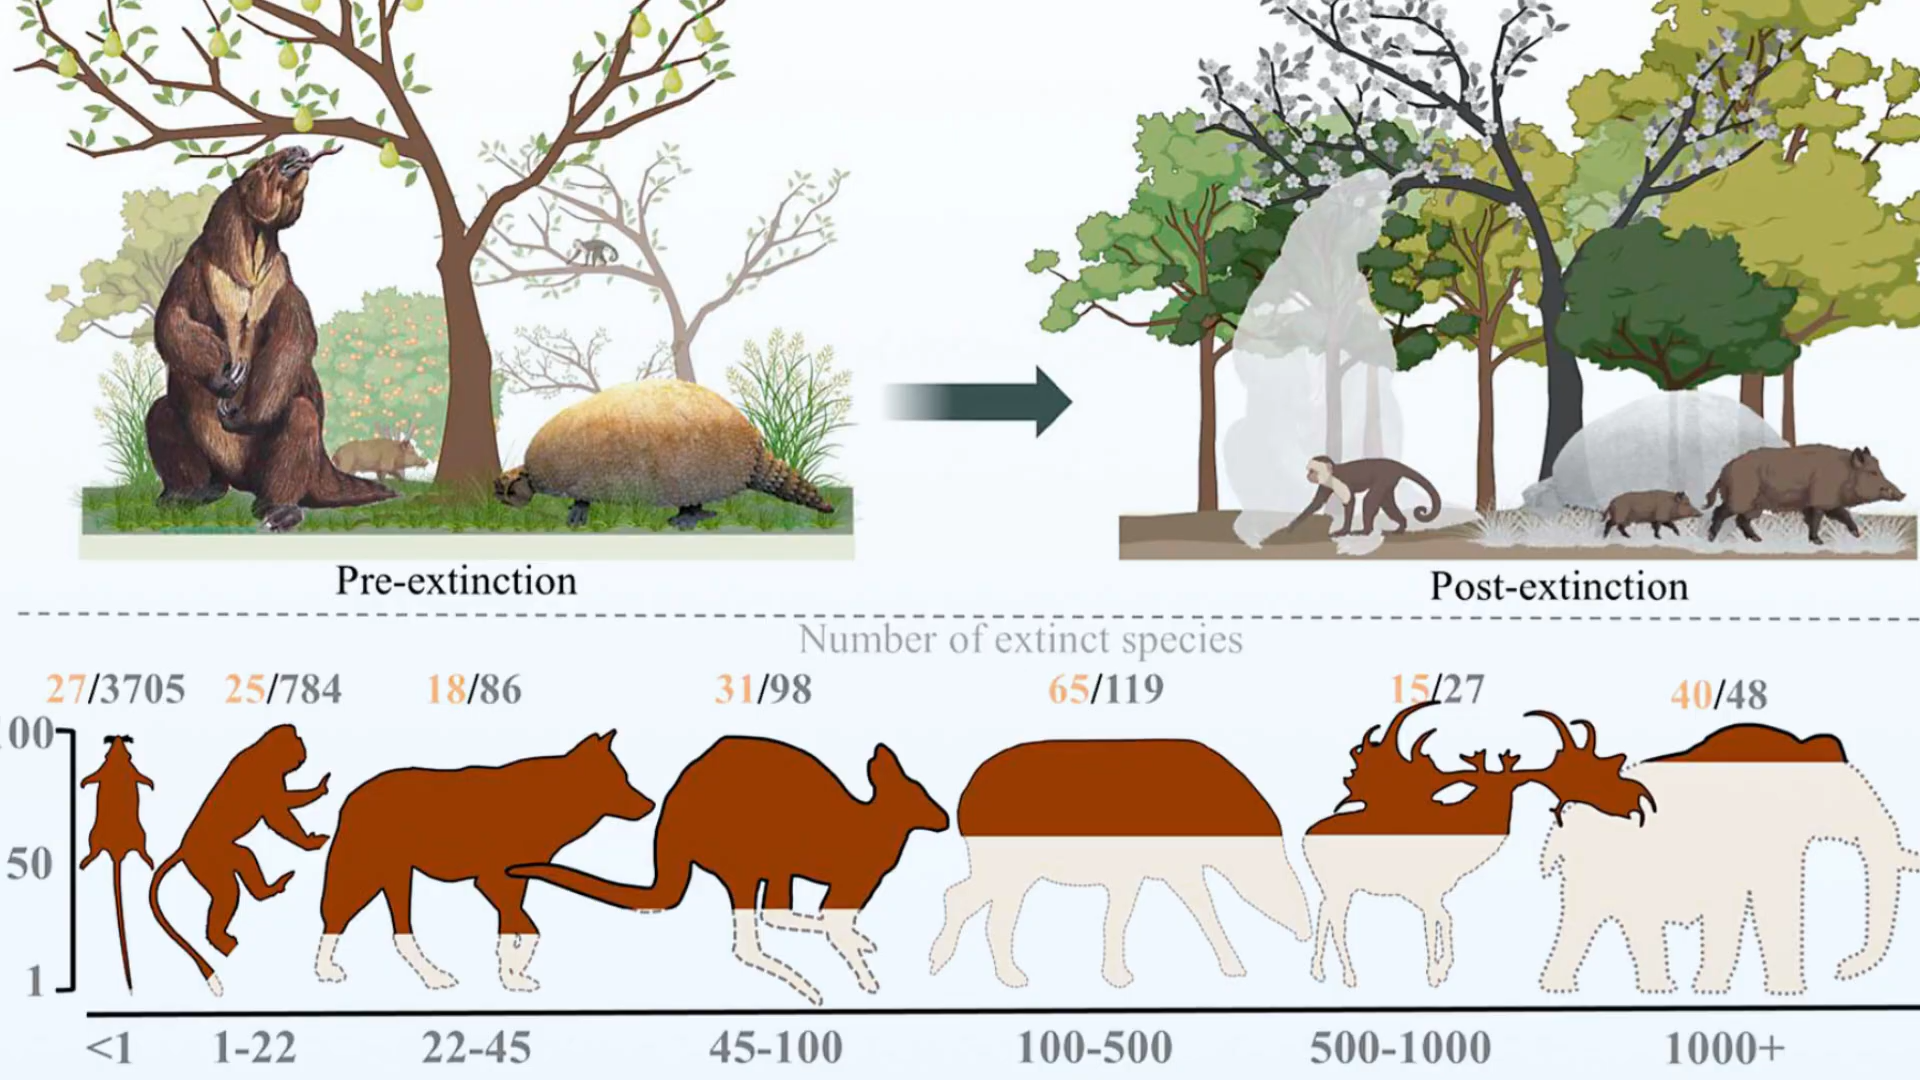 Pre-extinction
Post-extinction
Number of extinct species
27/3705 25/784 18/86 31/98 65/119 15/27 40/48
00
50
1
<1 1-22 22-45 45-100 100-500 500-1000 1000+